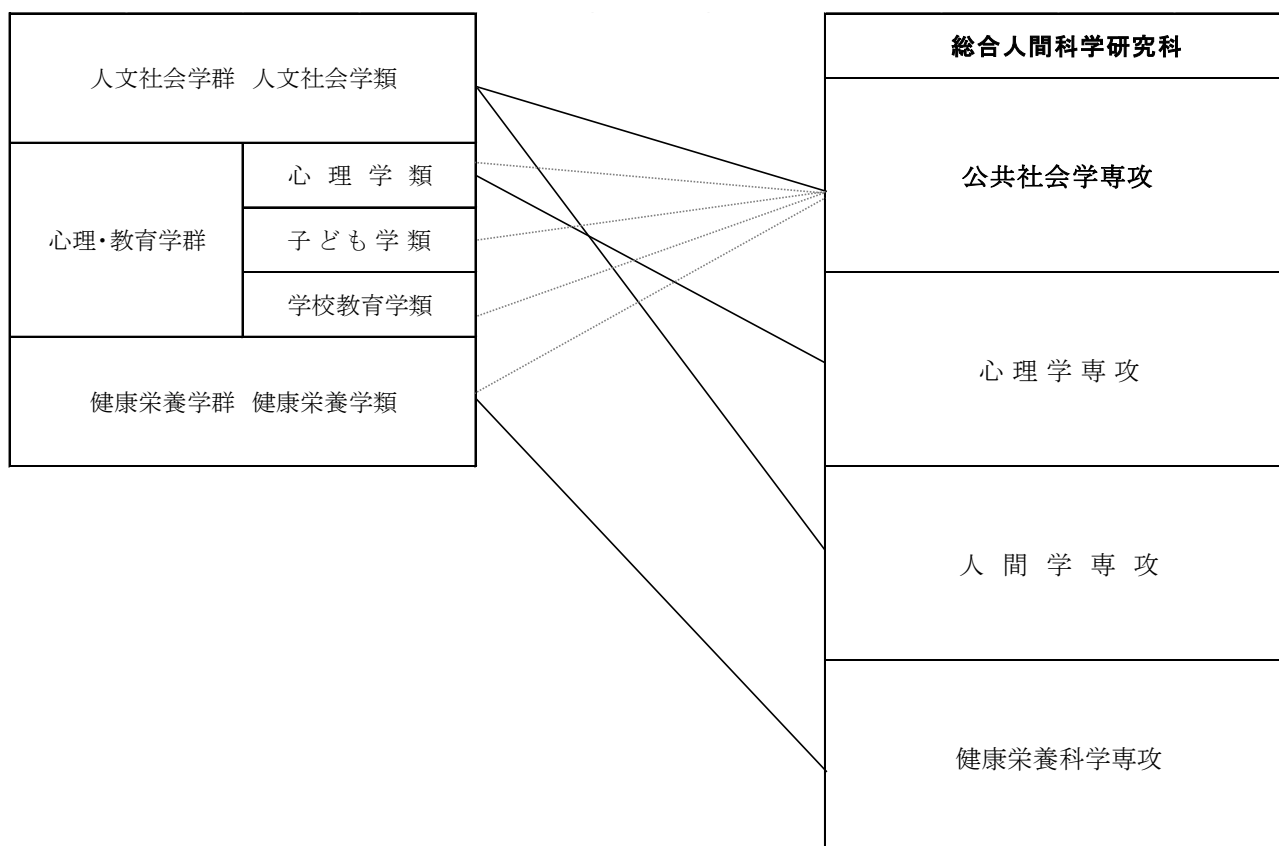 人文社会学群 人文社会学類
心理・教育学群
心理学類
子ども学類
学校教育学類
健康栄養学群 健康栄養学類
総合人間科学研究科
公共社会学専攻
心理学専攻
人間学専攻
健康栄養科学専攻